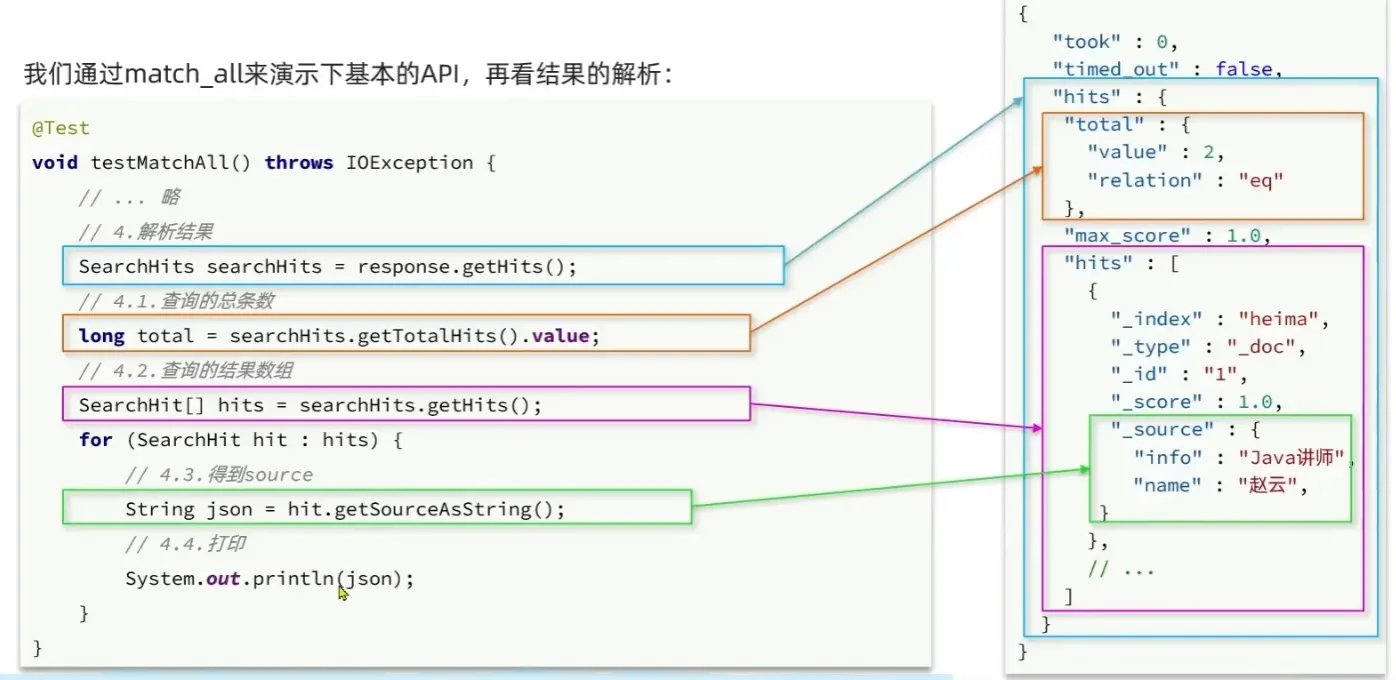 我们通过match_all来演示下基本的API，再看结果的解析：
@Test
void testMatchAll() throws IOException {
// ... 略
// 4.解析结果
SearchHits searchHits = response.getHits();
// 4.1.查询的总条数
long total = searchHits.getTotalHits().value;
// 4.2.查询的结果数组
SearchHit[] hits = searchHits.getHits();
for (SearchHit hit : hits) {
// 4.3.得到source
String json = hit.getSourceAsString();
// 4.4.打印
System.out.println(json);
}
}
{
"took" : 0,
"timed_out" : false,
"hits" : {
"total" : {
"value" : 2,
"relation" : "eq"
},
"max_score" : 1.0,
"hits" : [
{
"_index" : "heima",
"_type" : "_doc",
"_id" : "1",
"_score" : 1.0,
"_source" : {
"info" : "Java讲师",
"name" : "赵云",
}
},
// ...
]
}
}